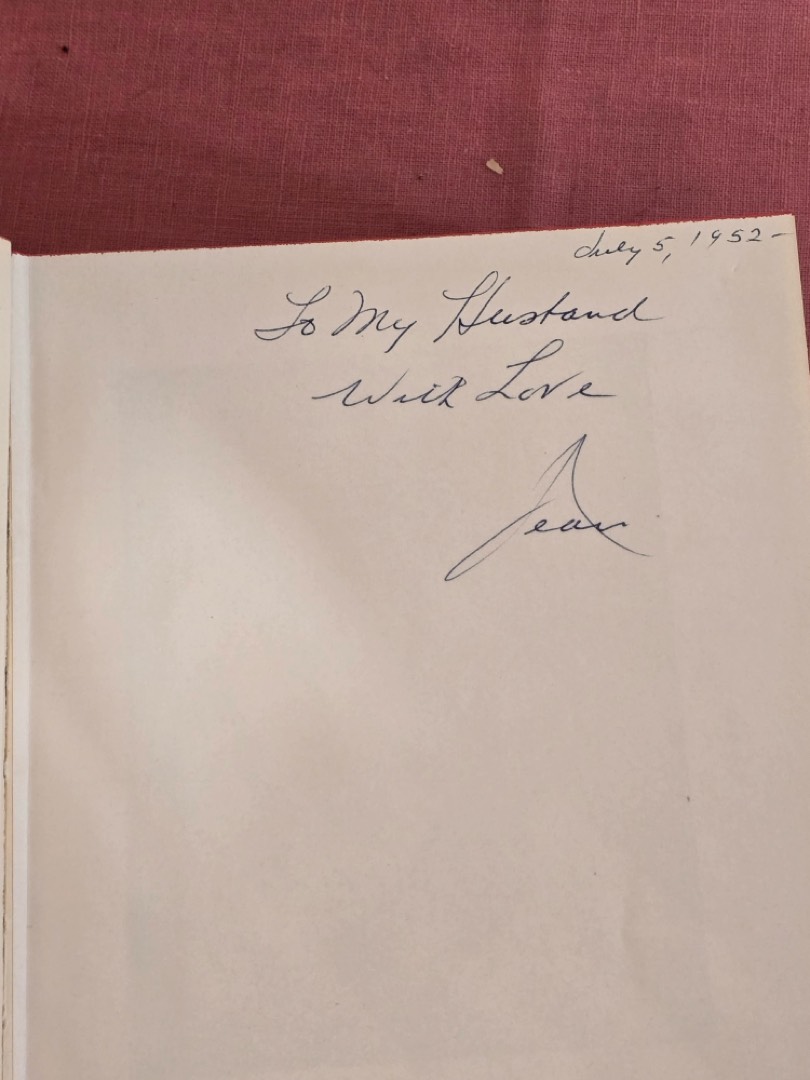 July 5, 1952-
To My Husband
With Love
Jean